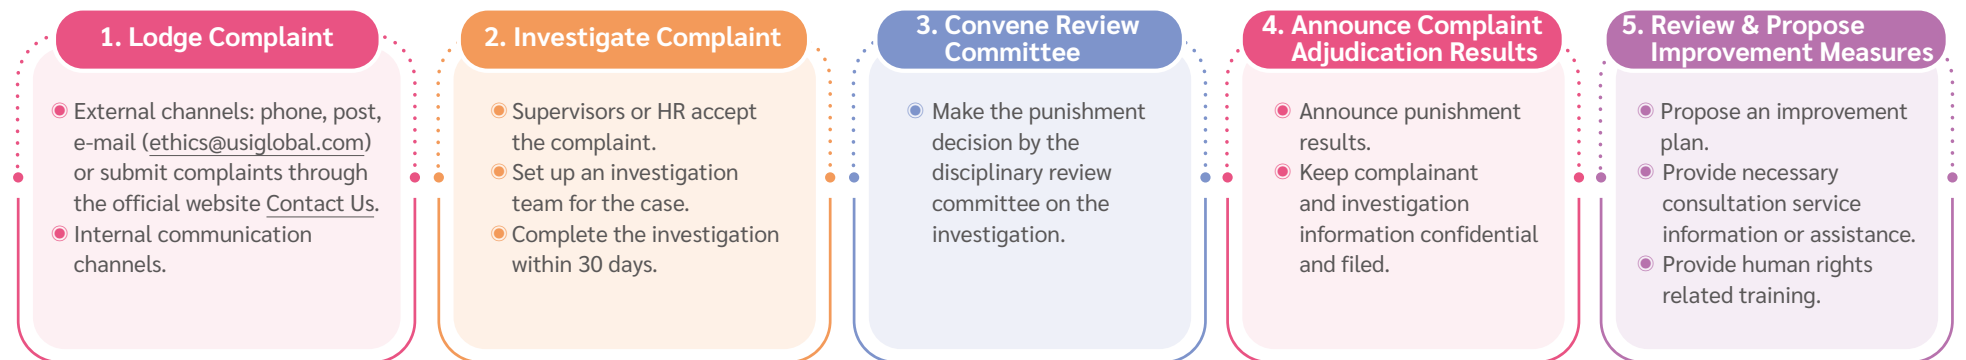 1. Lodge Complaint
External channels: phone, post,
e-mail (ethics@usiglobal.com)
or submit complaints through
the official website Contact Us.
Internal communication
channels.
2. Investigate Complaint
Supervisors or HR accept
the complaint.
Set up an investigation
team for the case.
Complete the investigation
within 30 days.
3. Convene Review
Committee
Make the punishment
decision by the
disciplinary review
committee on the
investigation.
4. Announce Complaint
Adjudication Results
Announce punishment
results.
Keep complainant
and investigation
information confidential
and filed.
5. Review & Propose
Improvement Measures
Propose an improvement
plan.
Provide necessary
consultation service
information or assistance.
Provide human rights
related training.